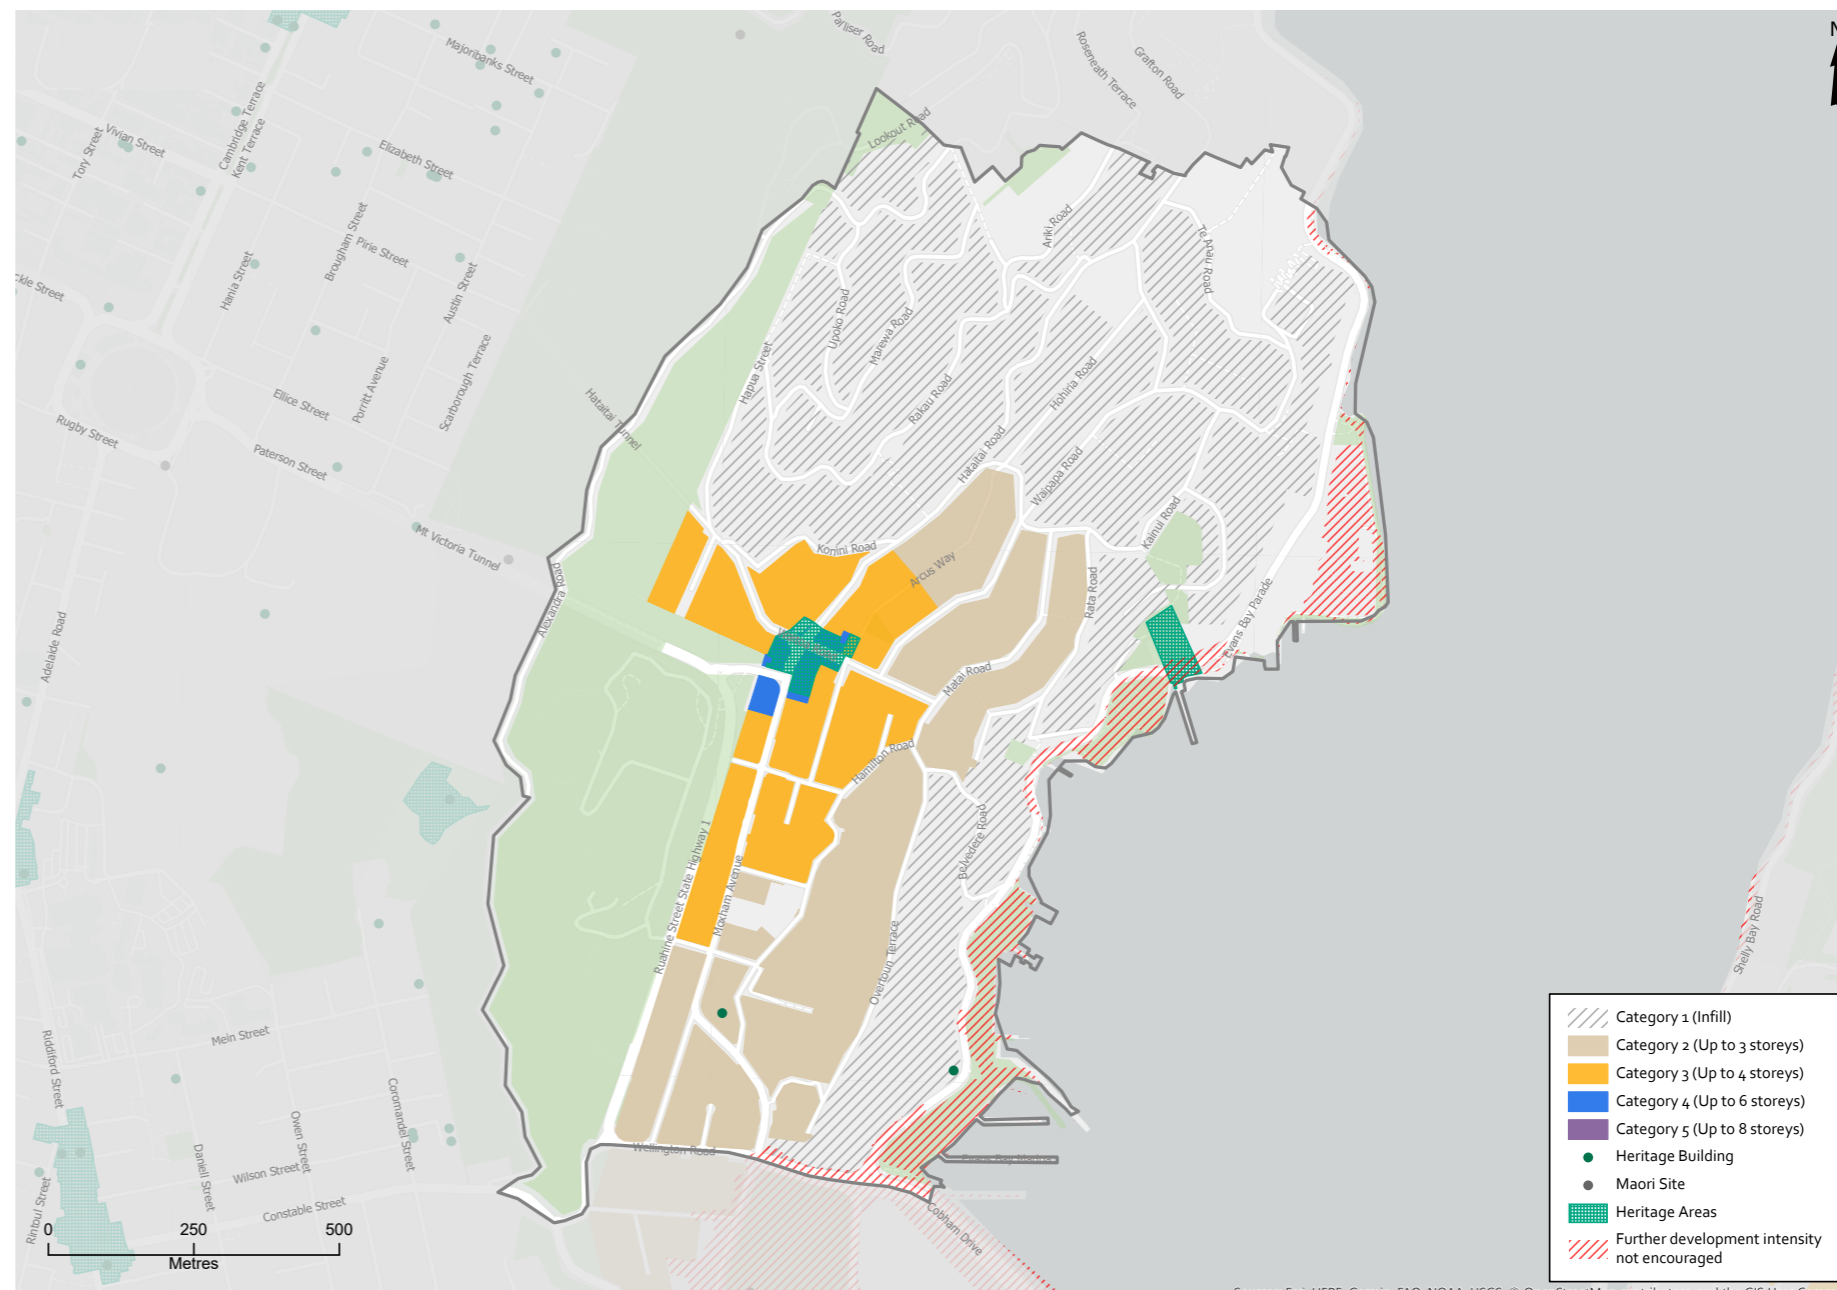 N
Palliser Road
Roseneath Terrace
Grafton Road
Majoribanks Street
Cambridge Terrace
Kent Terrace
Vivian Street
Tory Street
Elizabeth Street
Lookout Road
Brougham Street
Pirie Street
Hania Street
Austin Street
ckle Street
Ariki Road
Te Anau Road
Upoko Road
Marewa Road
Hapua Street
Scarborough Terrace
Porritt Avenue
Ellice Street
Rugby Street
Paterson Street
Hataitai Tunnel
Rakau Road
Hohiria Road
Hataitai Road
Waipapa Road
Kainui Road
Mt Victoria Tunnel
Konini Road
Arcus Way
Rata Road
Evans Bay Parade
Alexandra Road
Adelaide Road
Matai Road
Hamilton Road
Belvedere Road
Ruahine Street State Highway 1
Moxham Avenue
Overtoun Terrace
Shelly Bay Road
Riddiford Street
Mein Street
Owen Street
Coromandel Street
Daniell Street
Wilson Street
Constable Street
Rintoul Street
Wellington Road
Cobham Drive
0 250 500
Metres
Category 1 (Infill)
Category 2 (Up to 3 storeys)
Category 3 (Up to 4 storeys)
Category 4 (Up to 6 storeys)
Category 5 (Up to 8 storeys)
Heritage Building
Maori Site
Heritage Areas
Further development intensity
not encouraged